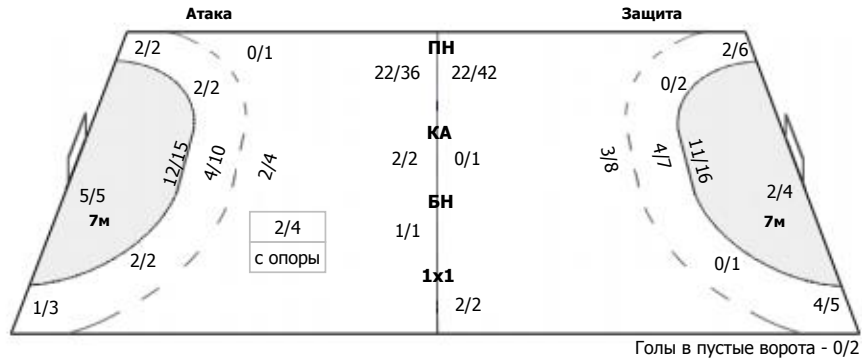 Атака
Защита
2/2
0/1
ПН
2/6
22/36
22/42
2/2
0/2
КА
12/15
4/10
2/4
2/2
0/1
3/8
4/7
11/16
5/5
7м
БН
2/4
7м
2/4
с опоры
1/1
2/2
0/1
1x1
1/3
2/2
4/5
Голы в пустые ворота - 0/2